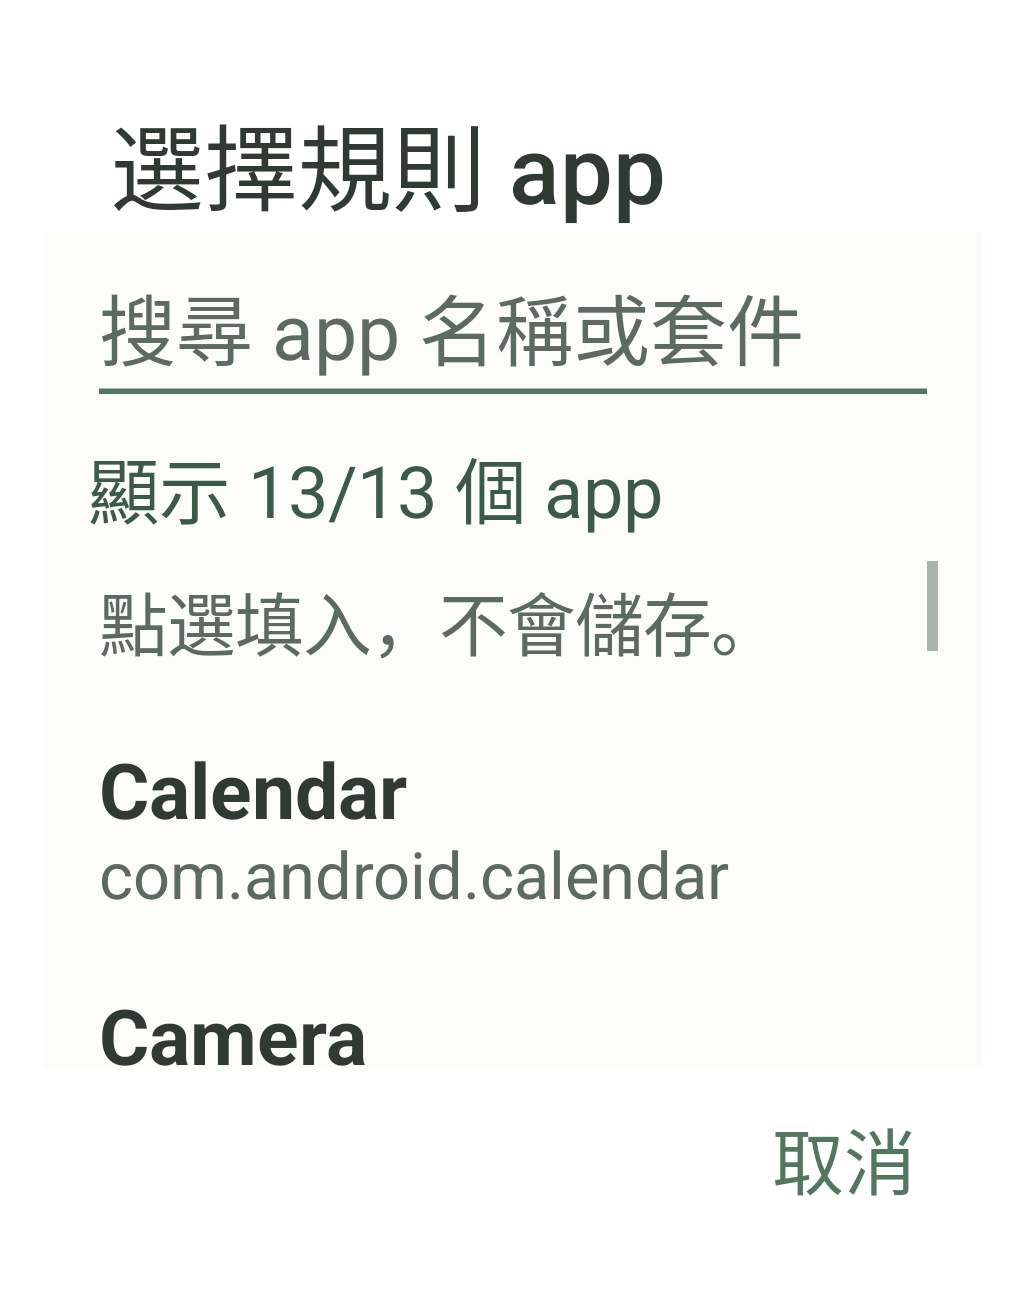 選擇規則 app
搜尋 app 名稱或套件
顯示 13/13 個 app
點選填入，不會儲存。
Calendar
com.android.calendar
Camera
取消